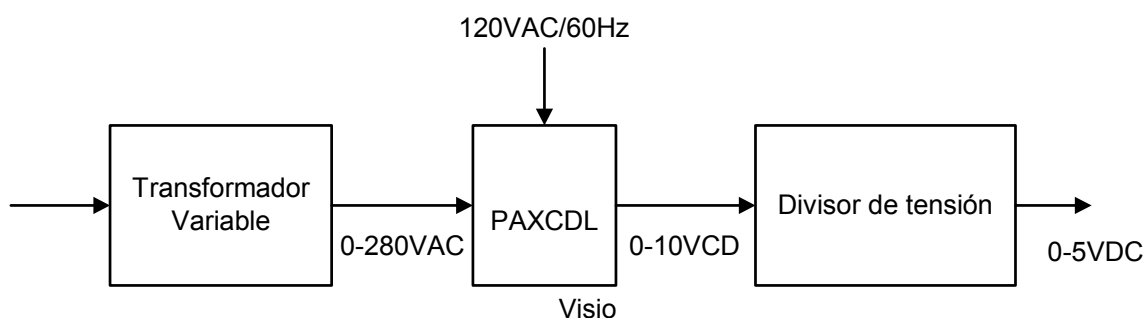 120VAC/60Hz
Transformador
Variable
0-280VAC
PAXCDL
0-10VCD
Divisor de tensión
0-5VDC
Visio